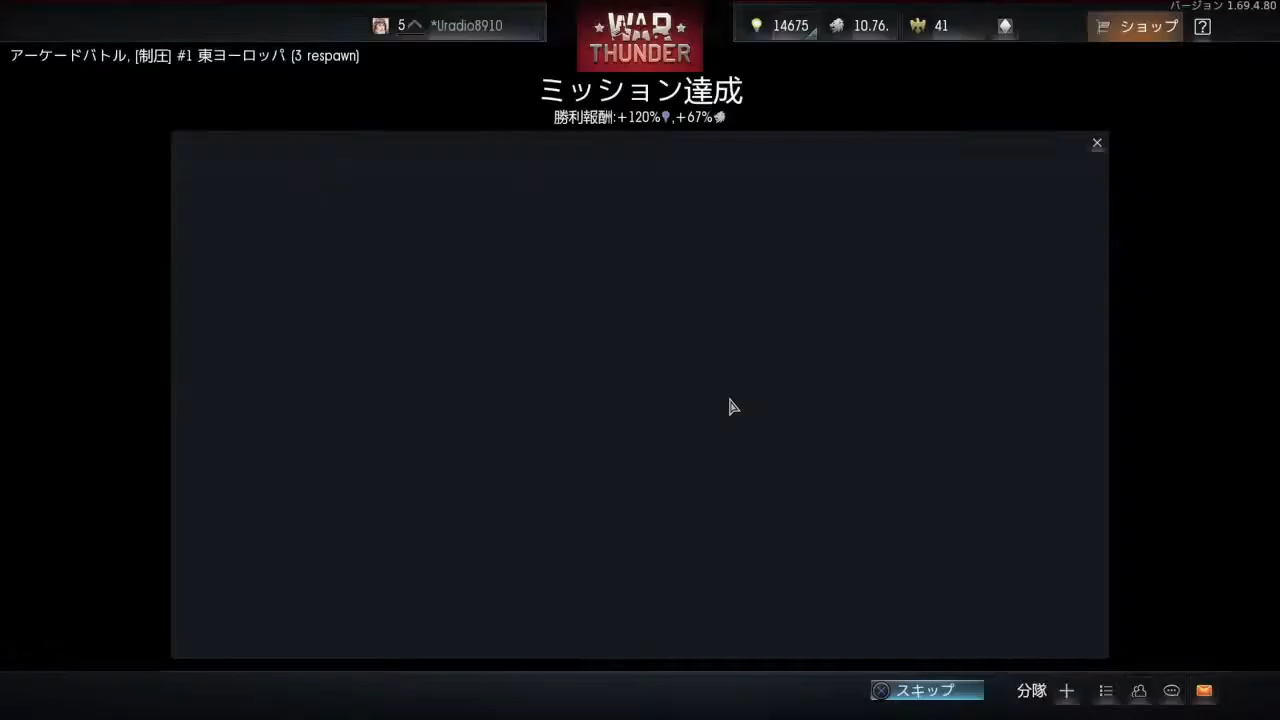 バージョン 1.69.4.80
5 *Uradio8910
WAR THUNDER
14675 10.76. 41
ショップ ?
アーケードバトル, [制圧] #1 東ヨーロッパ (3 respawn)
ミッション達成
勝利報酬:+120%,+67%
スキップ
分隊